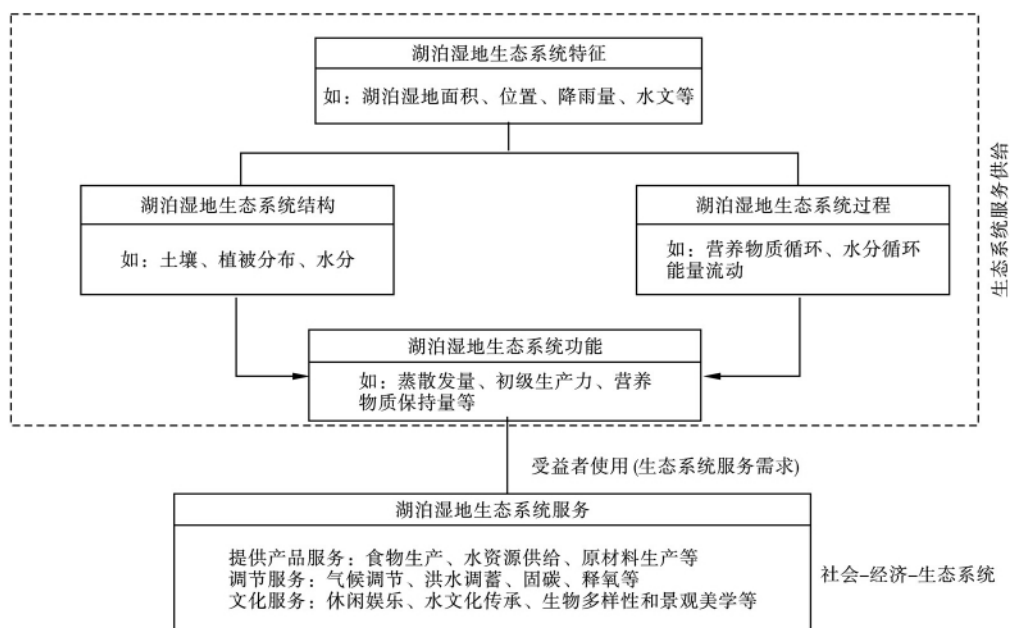 湖泊湿地生态系统特征
如：湖泊湿地面积、位置、降雨量、水文等
生态系统服务供给
湖泊湿地生态系统结构
如：土壤、植被分布、水分
湖泊湿地生态系统过程
如：营养物质循环、水分循环
能量流动
湖泊湿地生态系统功能
如：蒸散发量、初级生产力、营养
物质保持量等
受益者使用(生态系统服务需求)
湖泊湿地生态系统服务
提供产品服务：食物生产、水资源供给、原材料生产等
调节服务：气候调节、洪水调蓄、固碳、释氧等
文化服务：休闲娱乐、水文化传承、生物多样性和景观美学等
社会–经济–生态系统